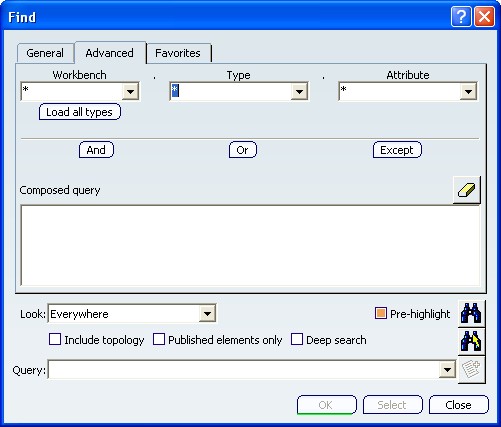 Find
General Advanced Favorites
Workbench . Type . Attribute
* * *
Load all types
And Or Except
Composed query
Look: Everywhere Pre-highlight
Include topology Published elements only Deep search
Query:
OK Select Close